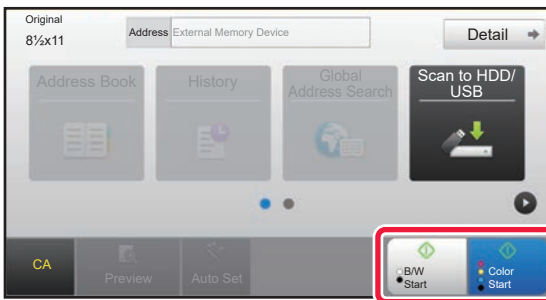 Original
8½x11
Address External Memory Device
Detail
Address Book
History
Global
Address Search
Scan to HDD/
USB
CA
Preview
Auto Set
B/W
Start
Color
Start